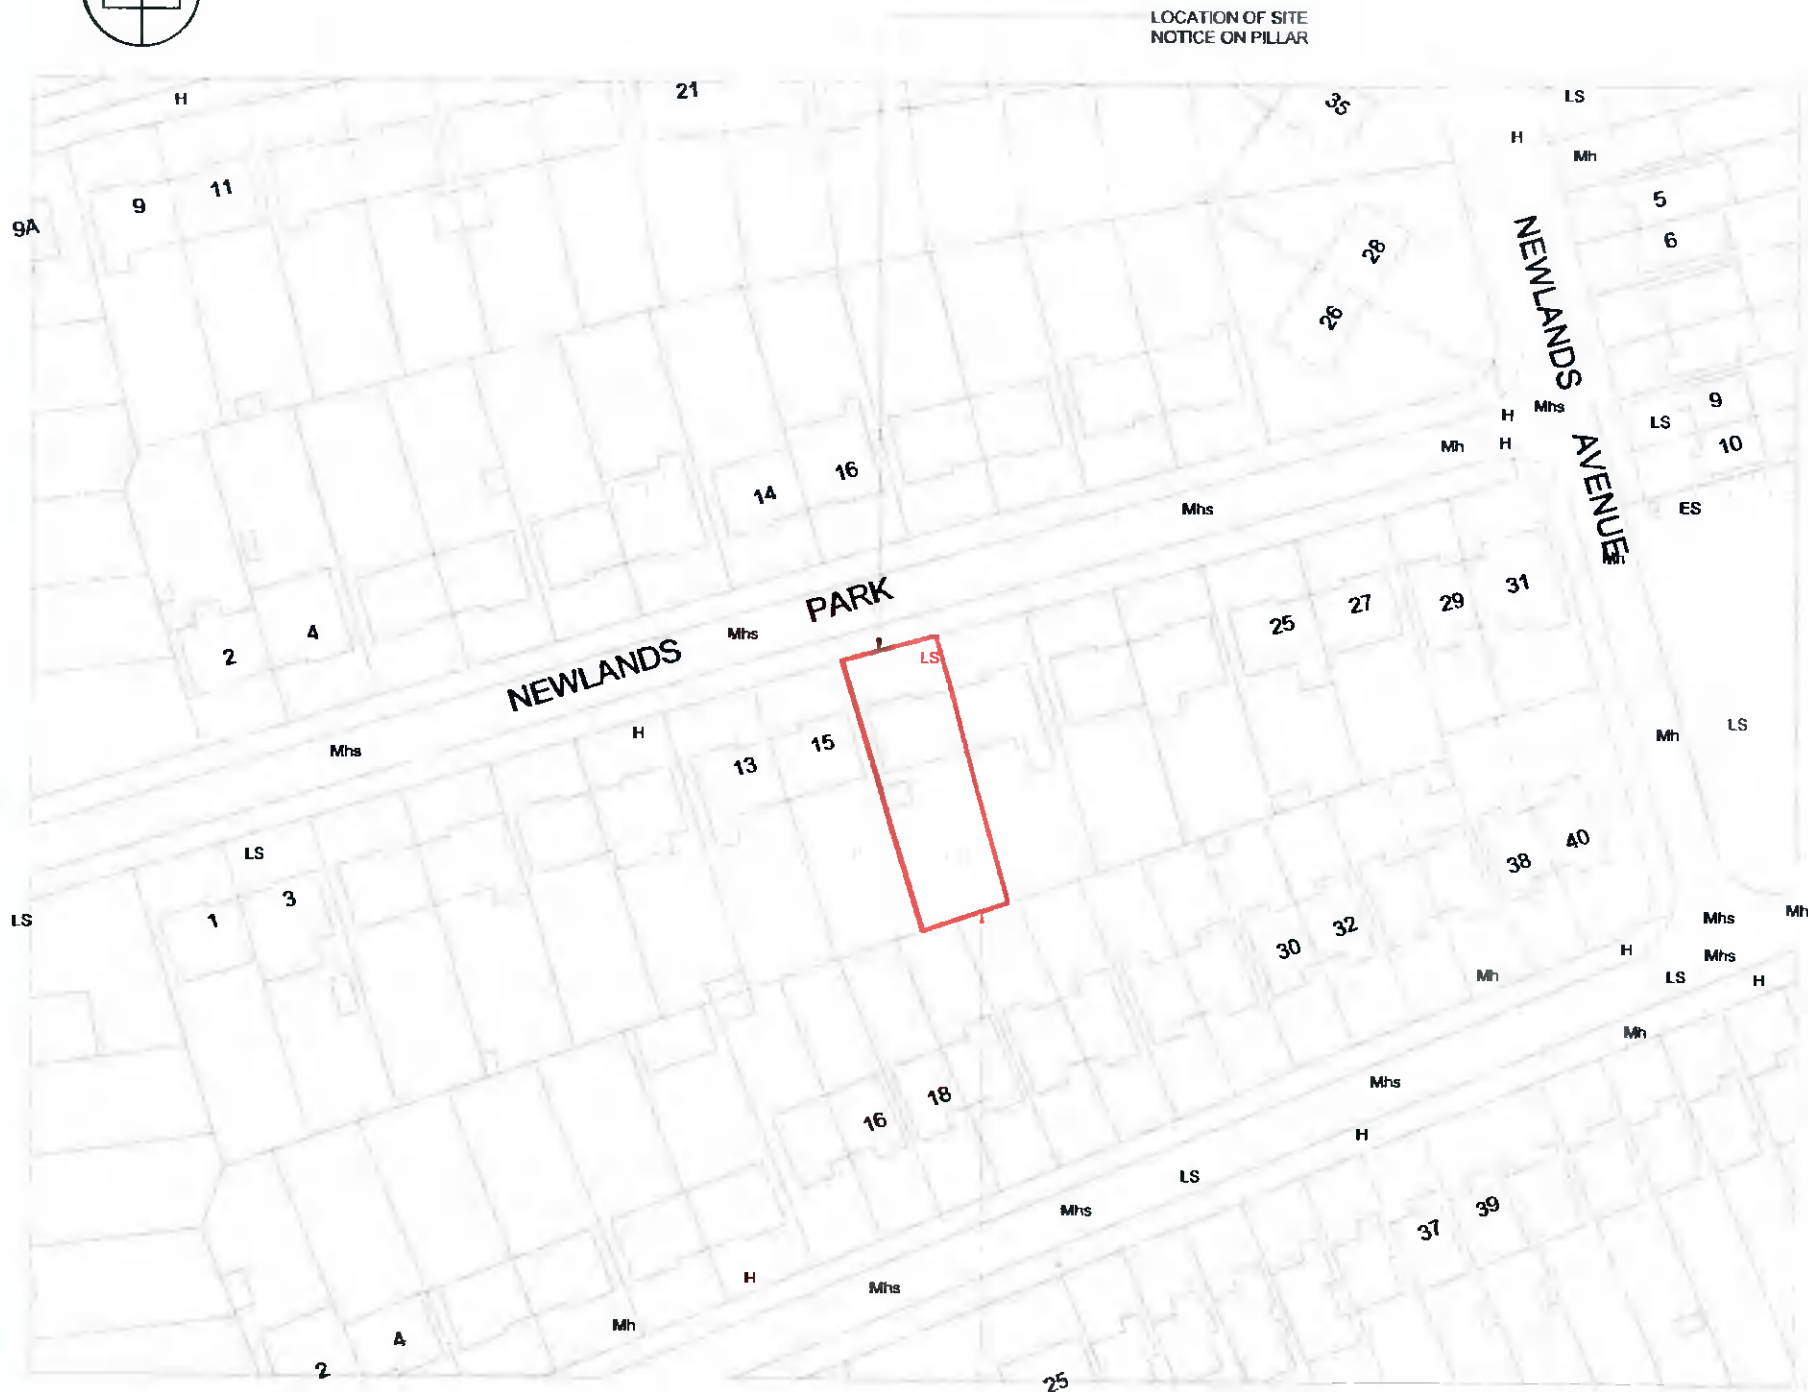 LOCATION OF SITE
NOTICE ON PILLAR
H
21
35
LS
H
Mh
9A
9
11
5
6
28
26
NEWLANDS AVENUE
H
Mhs
LS
9
Mh
H
10
14
16
Mhs
ES
Mh
2
4
NEWLANDS PARK
Mhs
LS
25
27
29
31
Mhs
H
13
15
Mh
LS
LS
1
3
LS
38
40
30
32
Mh
Mhs
Mh
H
Mhs
LS
H
Mh
16
18
Mhs
H
LS
Mhs
37
39
H
Mhs
Mh
2
4
25